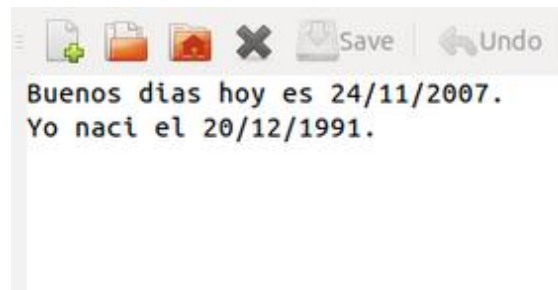 Save Undo
Buenos dias hoy es 24/11/2007.
Yo naci el 20/12/1991.